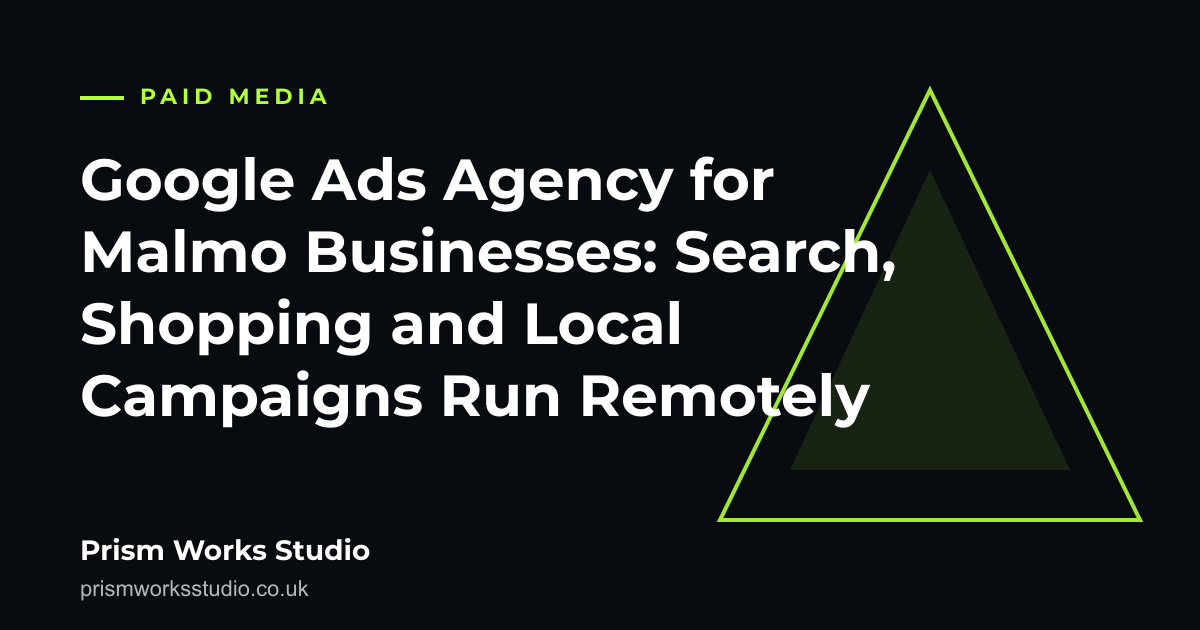 PAID MEDIA
Google Ads Agency for
Malmo Businesses: Search,
Shopping and Local
Campaigns Run Remotely
Prism Works Studio
prismworksstudio.co.uk